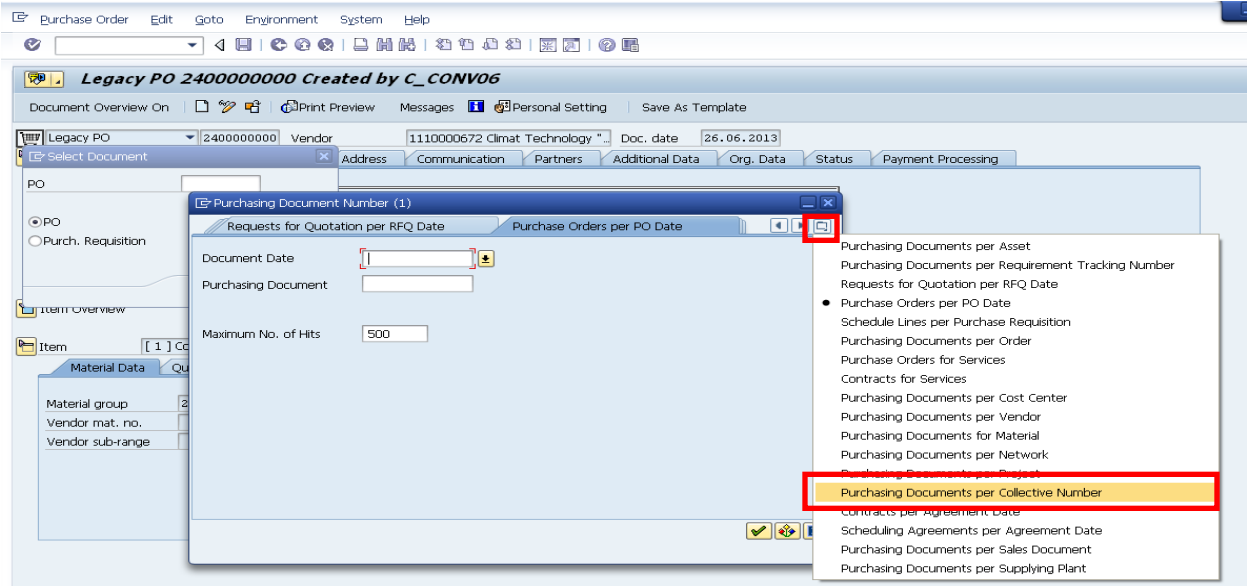 Purchase Order Edit Goto Environment System Help
Legacy PO 2400000000 Created by C_CONV06
Document Overview On Print Preview Messages Personal Setting Save As Template
Legacy PO 2400000000 Vendor 1110000672 Climat Technology "... Doc. date 26.06.2013
Select Document
Address Communication Partners Additional Data Org. Data Status Payment Processing
PO
PO
Purch. Requisition
Purchasing Document Number (1)
Requests for Quotation per RFQ Date Purchase Orders per PO Date
Document Date
Purchasing Document
Maximum No. of Hits 500
Purchasing Documents per Asset
Purchasing Documents per Requirement Tracking Number
Requests for Quotation per RFQ Date
Purchase Orders per PO Date
Schedule Lines per Purchase Requisition
Purchasing Documents per Order
Purchase Orders for Services
Contracts for Services
Purchasing Documents per Cost Center
Purchasing Documents per Vendor
Purchasing Documents for Material
Purchasing Documents per Network
Purchasing Documents per Project
Purchasing Documents per Collective Number
Contracts per Agreement Date
Scheduling Agreements per Agreement Date
Purchasing Documents per Sales Document
Purchasing Documents per Supplying Plant
Item Overview
Item [ 1 ] Co
Material Data Qu
Material group 2
Vendor mat. no.
Vendor sub-range